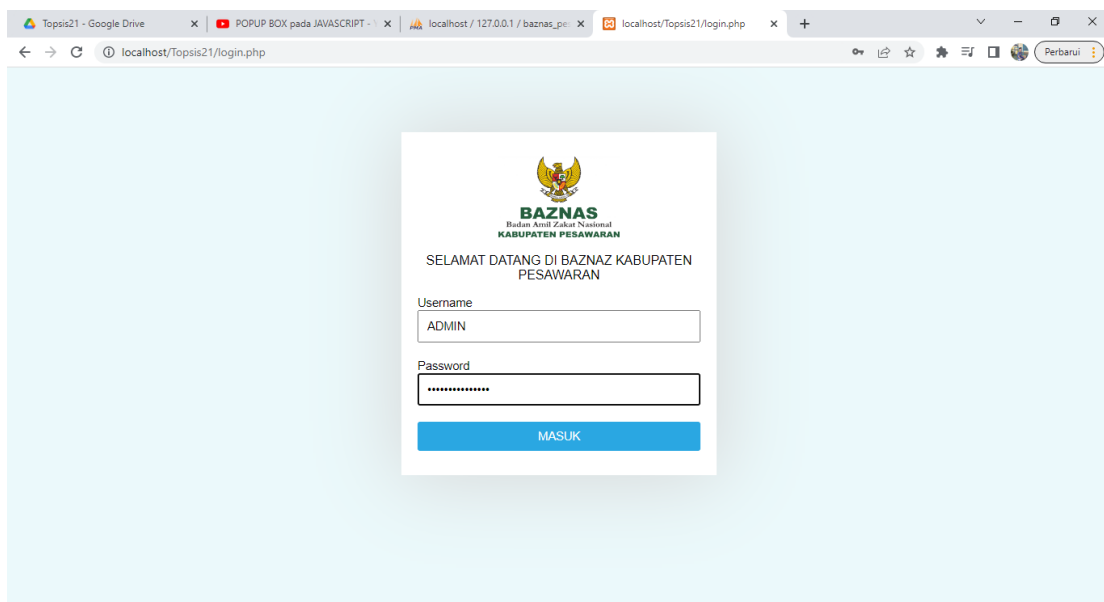 Topsis21 - Google Drive
POPUP BOX pada JAVASCRIPT -
localhost / 127.0.0.1 / baznas_pe
localhost/Topsis21/login.php
localhost/Topsis21/login.php
Perbarui
BAZNAS
Badan Amil Zakat Nasional
KABUPATEN PESAWARAN
SELAMAT DATANG DI BAZNAZ KABUPATEN
PESAWARAN
Username
ADMIN
Password
•••••••••••••••
MASUK